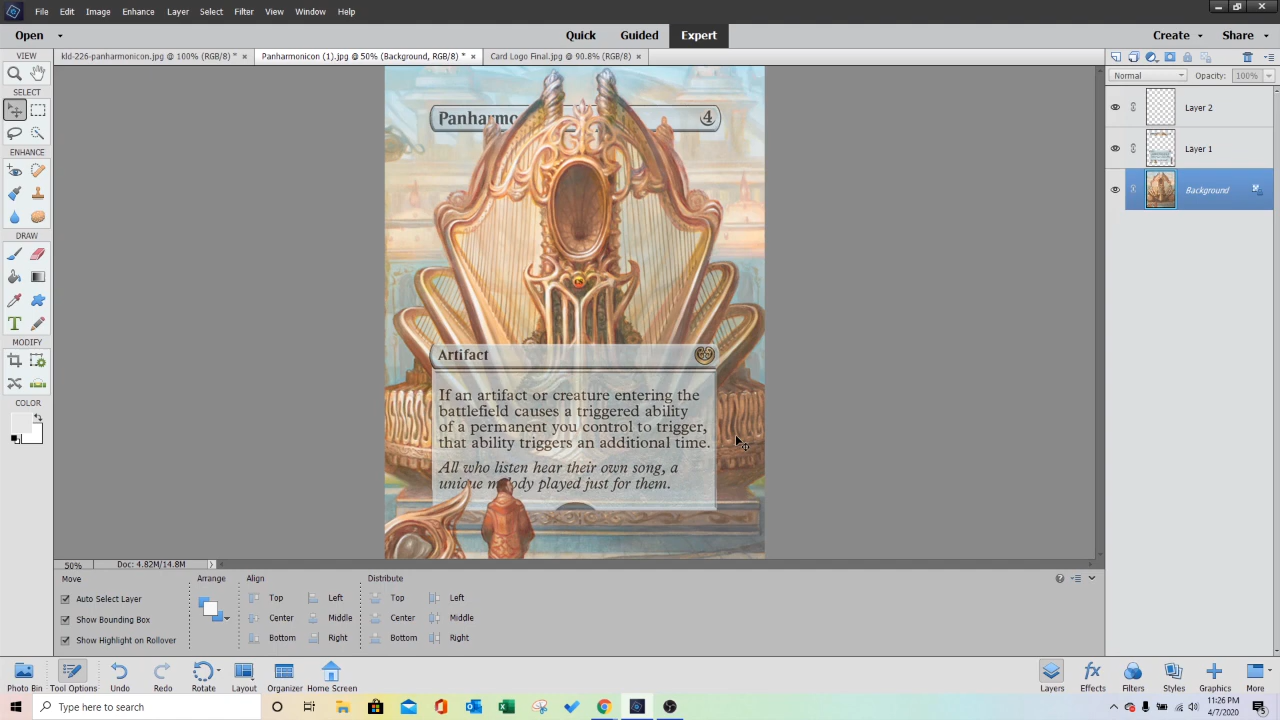 File Edit Image Enhance Layer Select Filter View Window Help
Open Quick Guided Expert Create Share
VIEW kld-226-panharmonicon.jpg @ 100% (RGB/8) * × Panharmonicon (1).jpg @ 50% (Background, RGB/8) * × Card Logo Final.jpg @ 90.8% (RGB/8) ×
Normal Opacity: 100%
SELECT
ENHANCE
DRAW
MODIFY
COLOR
Panharmo 4
Artifact
If an artifact or creature entering the
battlefield causes a triggered ability
of a permanent you control to trigger,
that ability triggers an additional time.
All who listen hear their own song, a
unique melody played just for them.
Layer 2
Layer 1
Background
50% Doc: 4.82M/14.8M
Move Arrange Align Distribute
Auto Select Layer Top Left Top Left
Show Bounding Box Center Middle Center Middle
Show Highlight on Rollover Bottom Right Bottom Right
Photo Bin Tool Options Undo Redo Rotate Layout Organizer Home Screen Layers Effects Filters Styles Graphics More
Type here to search
11:26 PM
4/7/2020
5